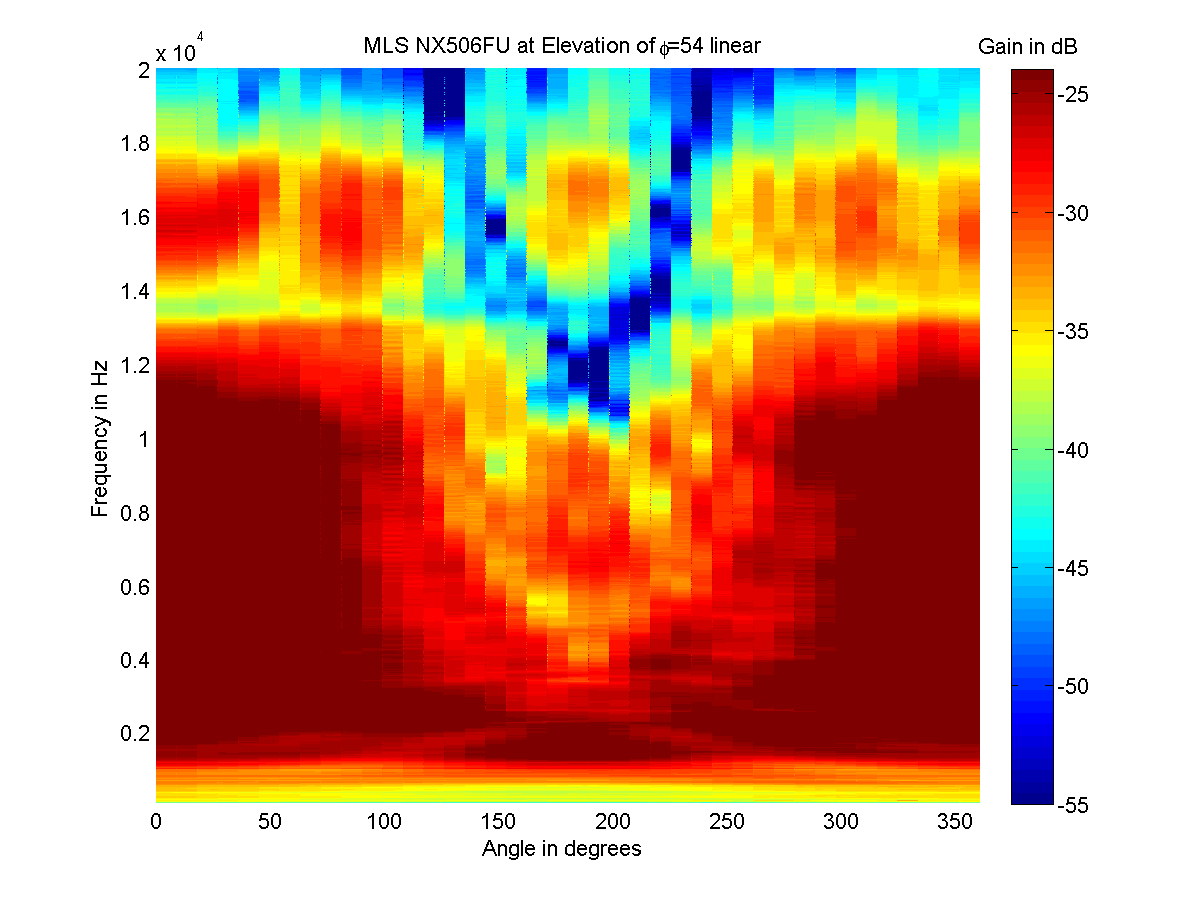 MLS NX506FU at Elevation of ϕ=54 linear
Gain in dB
x 10^4
2
1.8
1.6
1.4
1.2
1
0.8
0.6
0.4
0.2
Frequency in Hz
0 50 100 150 200 250 300 350
Angle in degrees
-25
-30
-35
-40
-45
-50
-55